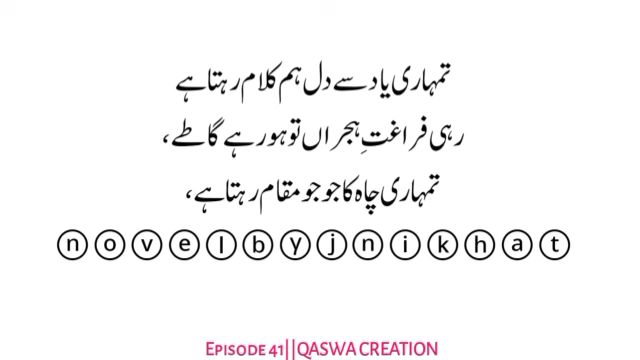 تمہاری یاد سے دل ہم کلام رہتا ہے
رہی فراغتِ ہجراں تو ہو رہے گا طے،
تمہاری چاہ کا جو جو مقام رہتا ہے،
ⓝⓞⓥⓔⓛⓑⓨⓙⓝⓘⓚⓗⓐⓣ
Episode 41||QASWA CREATION